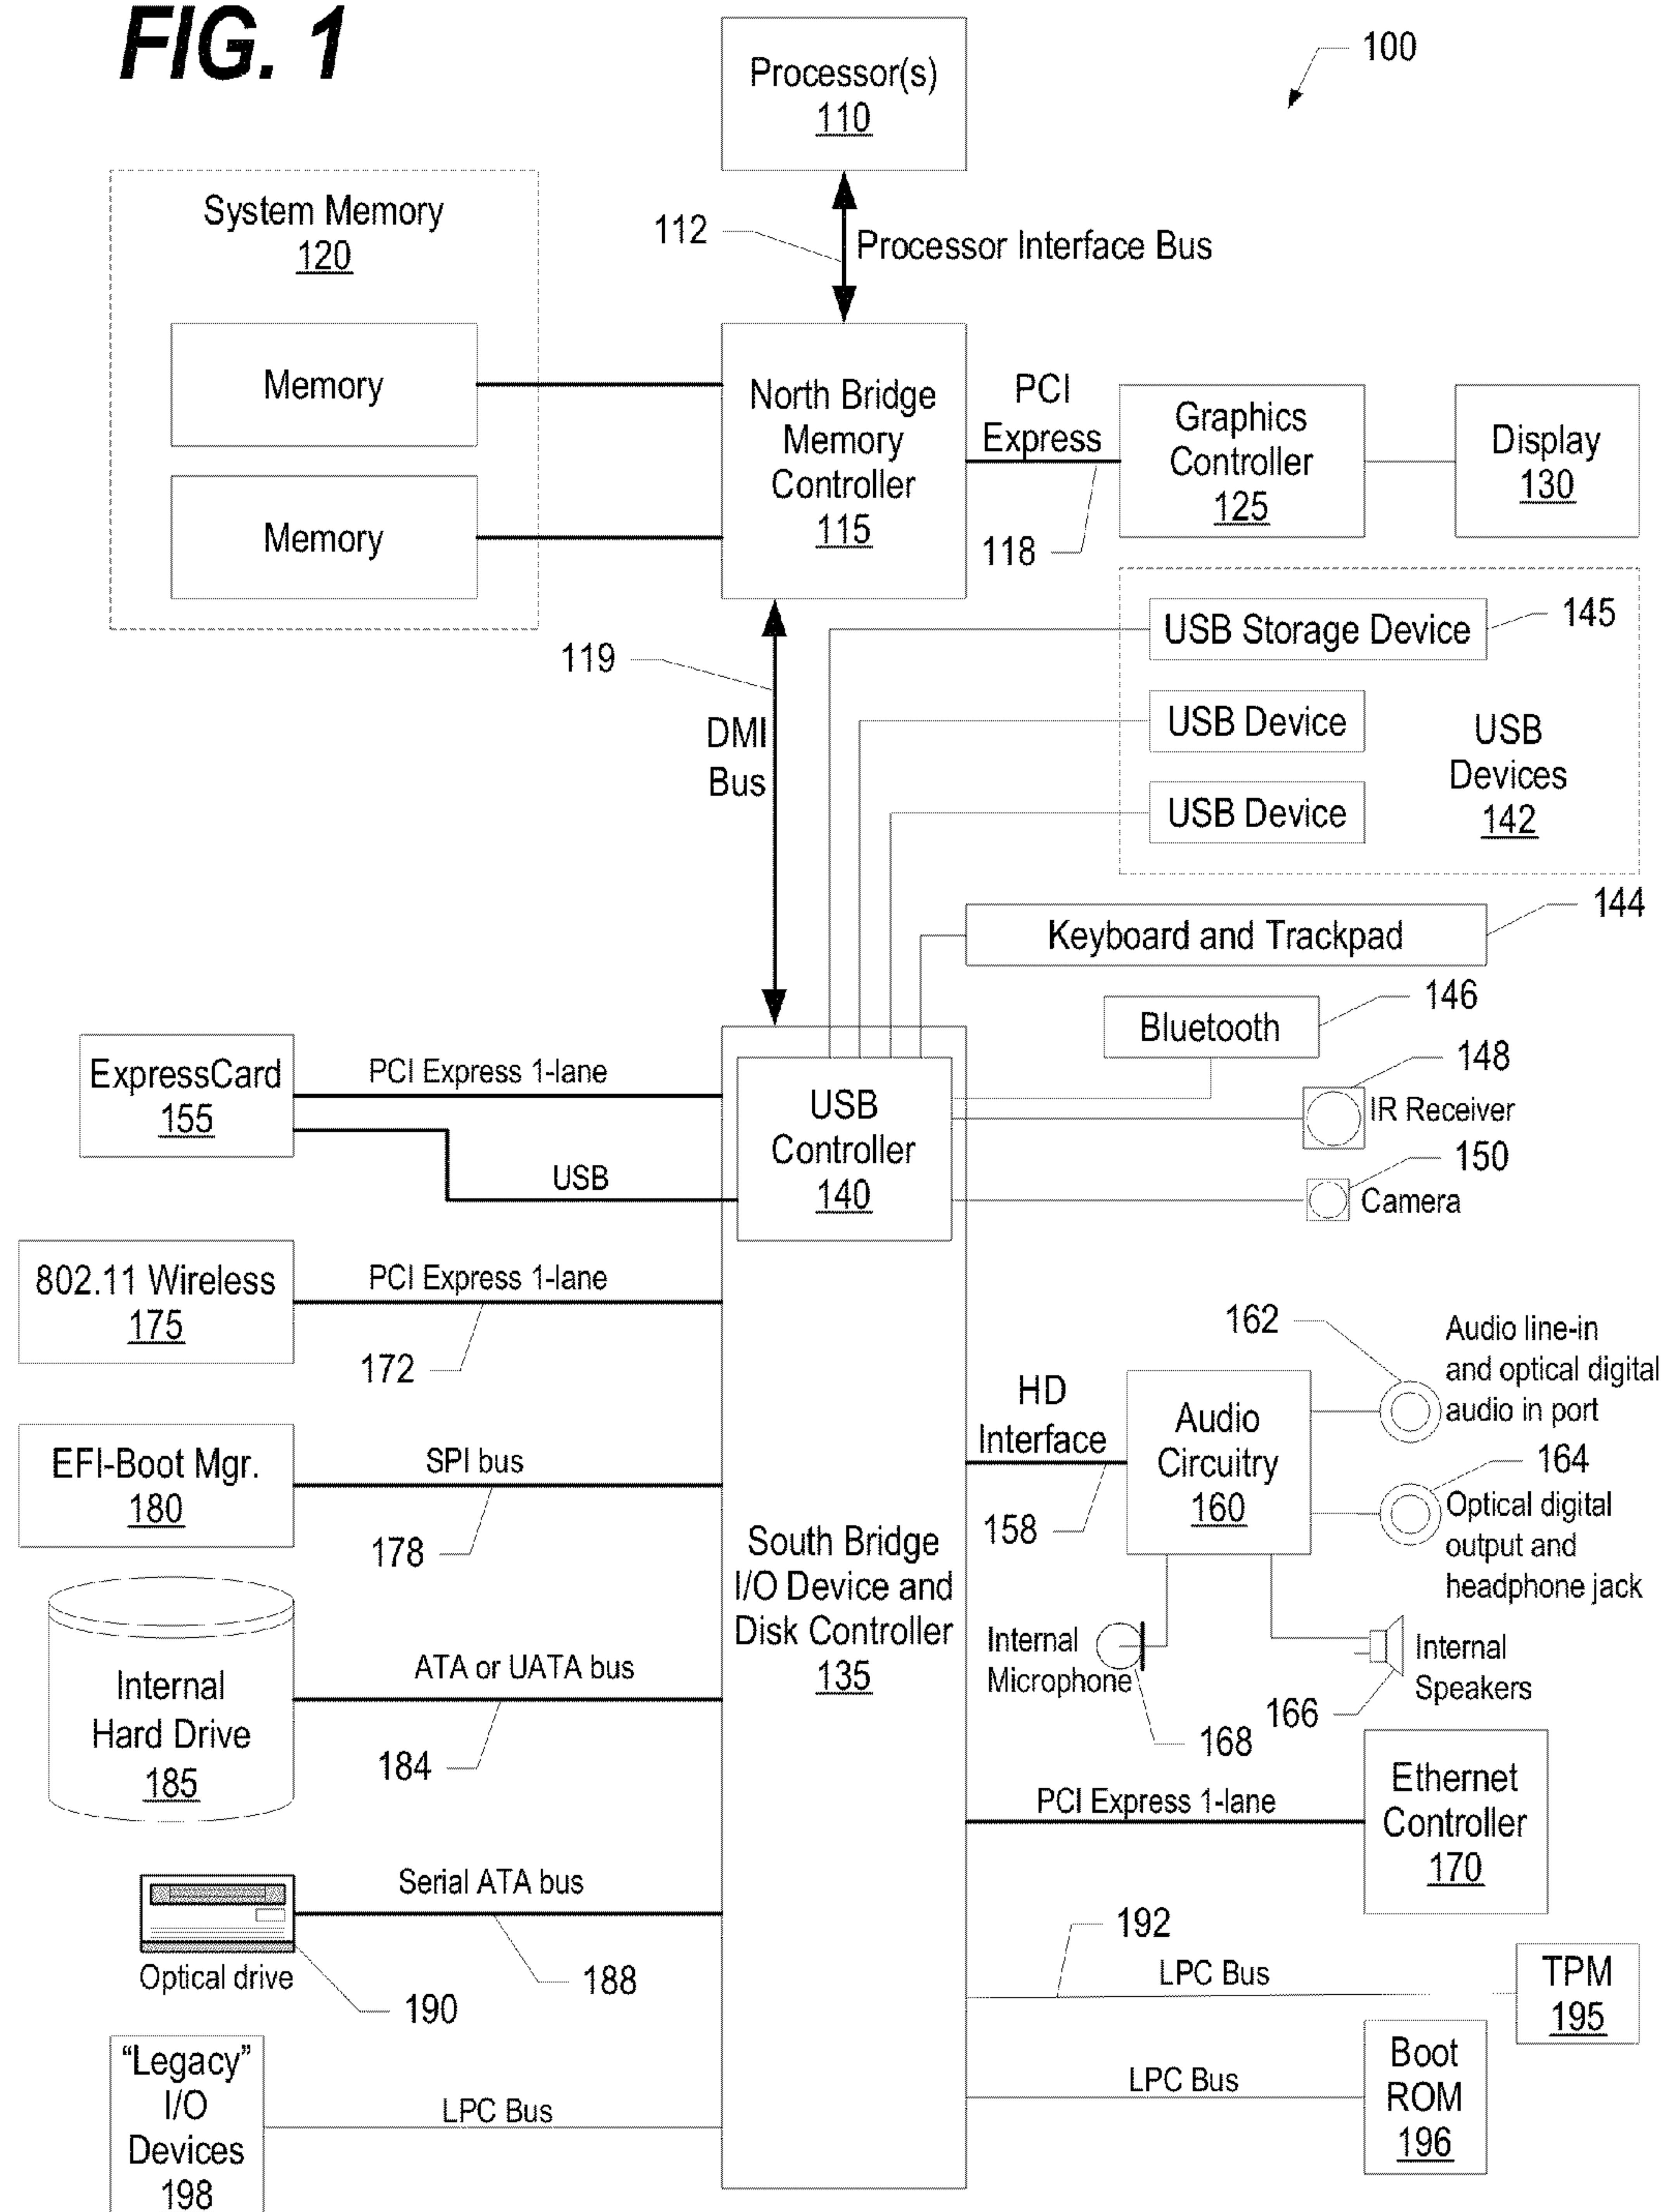 FIG. 1
100
Processor(s)
110
System Memory
120
112
Processor Interface Bus
Memory
Memory
North Bridge
Memory
Controller
115
PCI
Express
118
Graphics
Controller
125
Display
130
119
DMI
Bus
USB Storage Device
145
USB Device
USB Device
USB
Devices
142
Keyboard and Trackpad
144
Bluetooth
146
148
IR Receiver
150
Camera
ExpressCard
155
PCI Express 1-lane
USB
USB
Controller
140
802.11 Wireless
175
PCI Express 1-lane
172
EFI-Boot Mgr.
180
SPI bus
178
South Bridge
I/O Device and
Disk Controller
135
HD
Interface
158
Audio
Circuitry
160
162
Audio line-in
and optical digital
audio in port
164
Optical digital
output and
headphone jack
Internal
Microphone
168
Internal
Speakers
166
Internal
Hard Drive
185
ATA or UATA bus
184
PCI Express 1-lane
Ethernet
Controller
170
Optical drive
190
Serial ATA bus
188
192
LPC Bus
TPM
195
LPC Bus
Boot
ROM
196
“Legacy”
I/O
Devices
198
LPC Bus